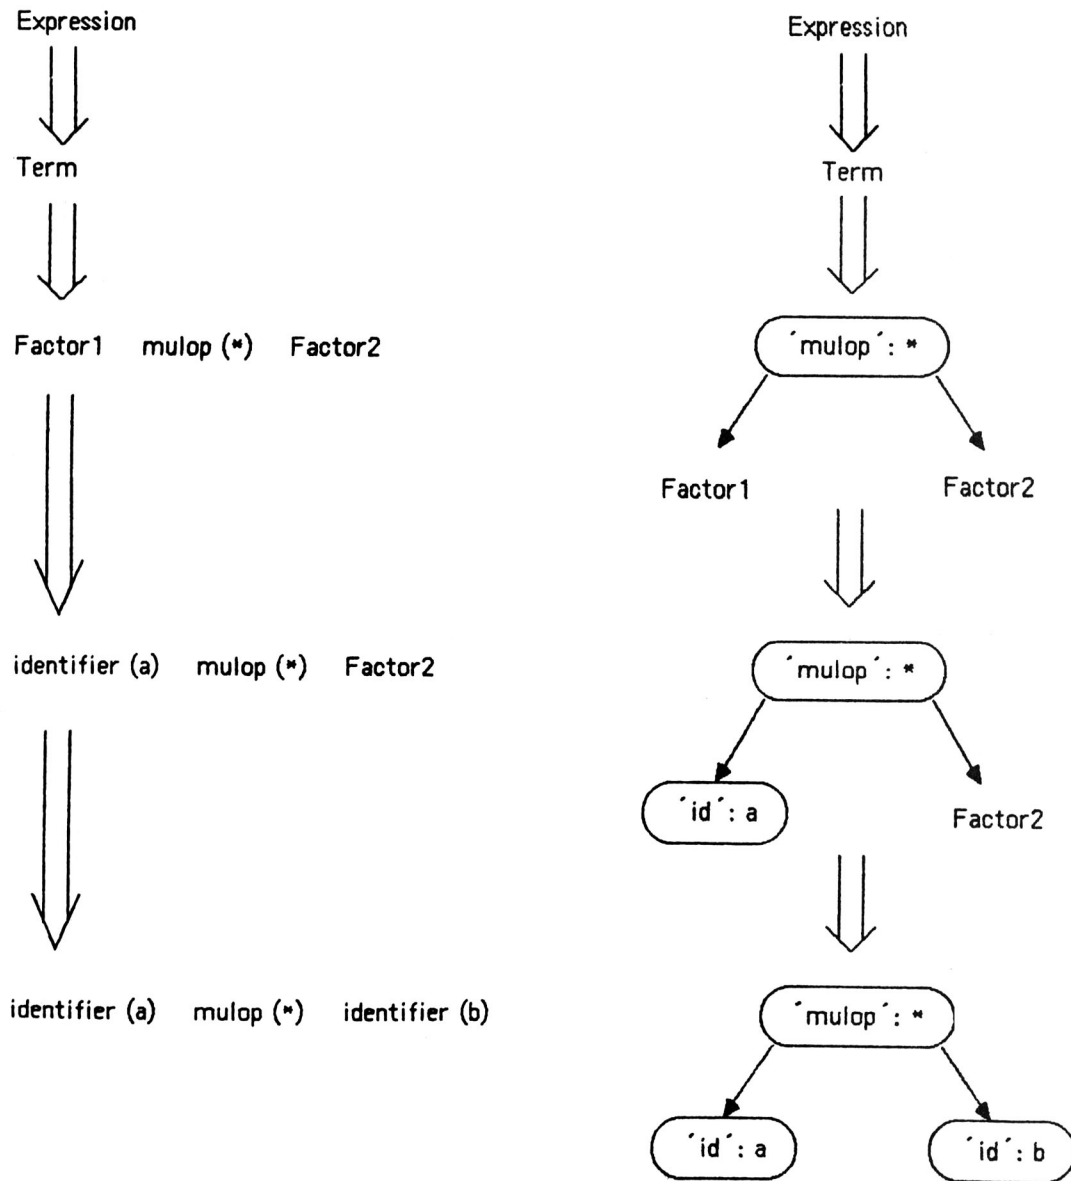 Expression
Term
Factor1 mulop (*) Factor2
identifier (a) mulop (*) Factor2
identifier (a) mulop (*) identifier (b)
Expression
Term
´mulop´: *
Factor1 Factor2
´mulop´: *
´id´: a Factor2
´mulop´: *
´id´: a ´id´: b